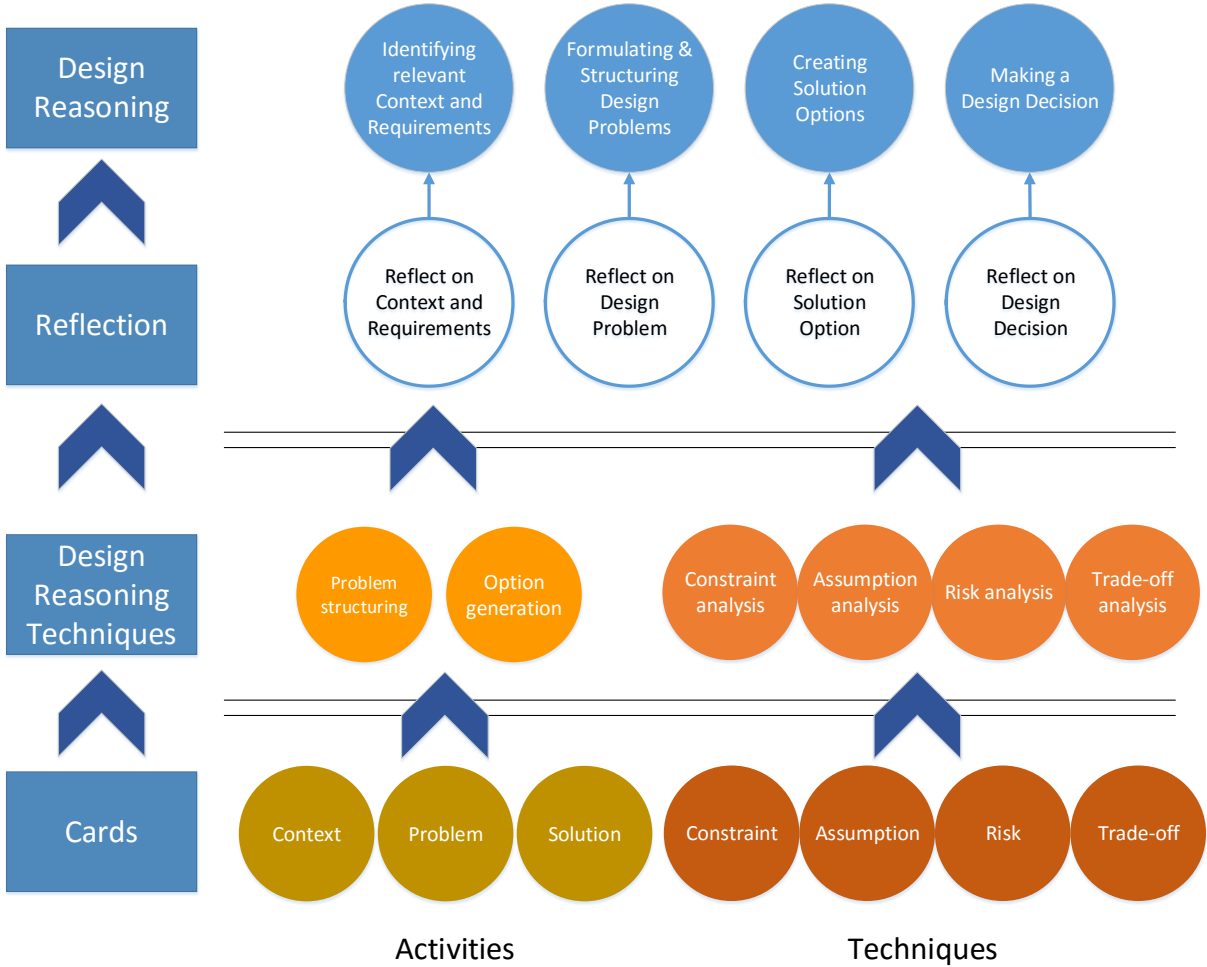 Design
Reasoning
Identifying
relevant
Context and
Requirements
Formulating &
Structuring
Design
Problems
Creating
Solution
Options
Making a
Design Decision
Reflection
Reflect on
Context and
Requirements
Reflect on
Design
Problem
Reflect on
Solution
Option
Reflect on
Design
Decision
Design
Reasoning
Techniques
Problem
structuring
Option
generation
Constraint
analysis
Assumption
analysis
Risk analysis
Trade-off
analysis
Cards
Context
Problem
Solution
Constraint
Assumption
Risk
Trade-off
Activities
Techniques